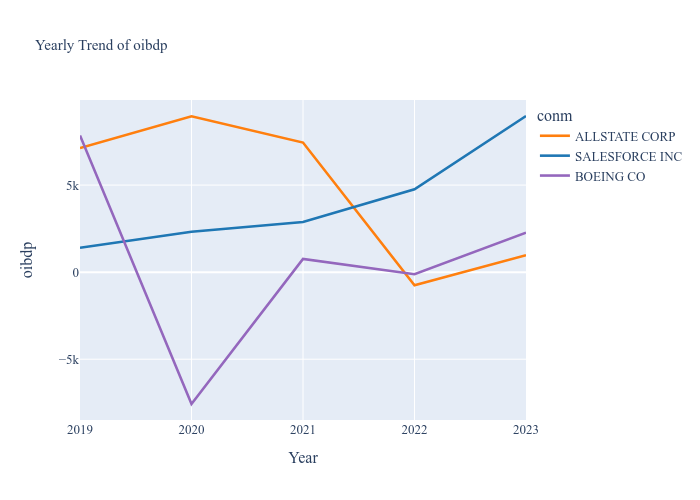 Yearly Trend of oibdp
conm
ALLSTATE CORP
SALESFORCE INC
BOEING CO
oibdp
5k
0
−5k
2019
2020
2021
2022
2023
Year